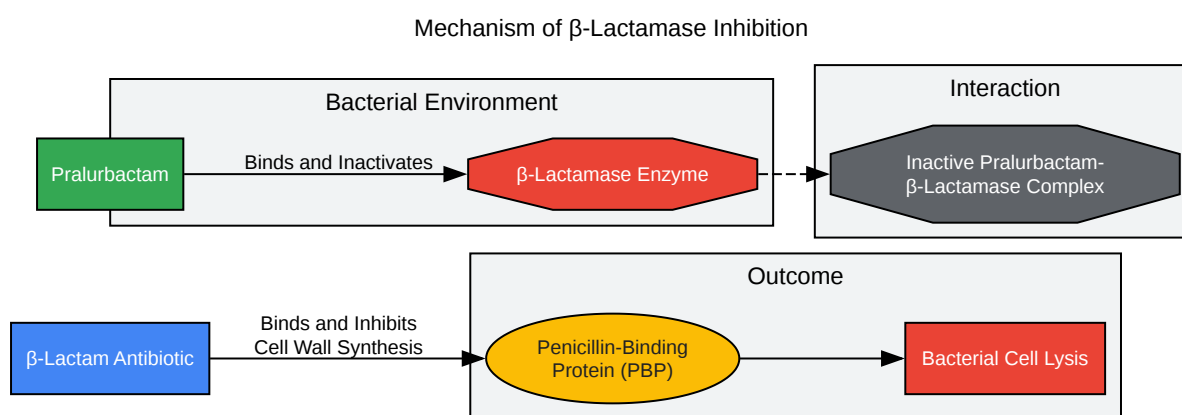 Mechanism of β-Lactamase Inhibition
Bacterial Environment
Interaction
Pralurbactam
Binds and Inactivates
β-Lactamase Enzyme
Inactive Pralurbactam-
β-Lactamase Complex
Outcome
β-Lactam Antibiotic
Binds and Inhibits
Cell Wall Synthesis
Penicillin-Binding
Protein (PBP)
Bacterial Cell Lysis